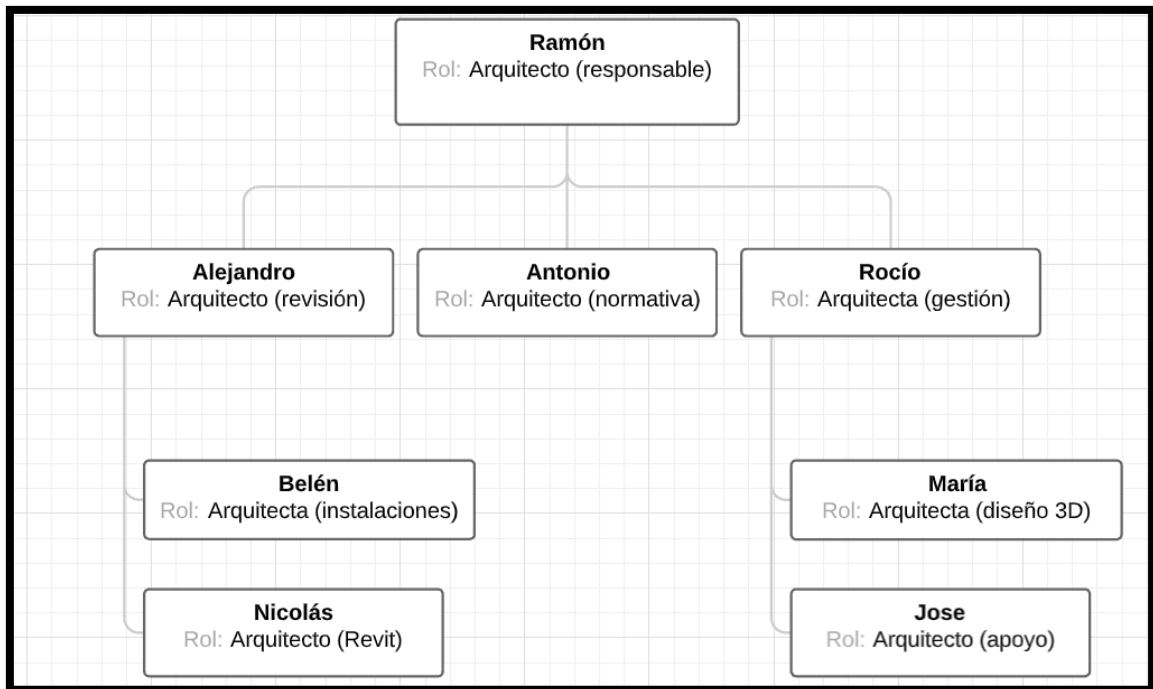 Ramón
Rol: Arquitecto (responsable)
Alejandro
Rol: Arquitecto (revisión)
Antonio
Rol: Arquitecto (normativa)
Rocío
Rol: Arquitecta (gestión)
Belén
Rol: Arquitecta (instalaciones)
María
Rol: Arquitecta (diseño 3D)
Nicolás
Rol: Arquitecto (Revit)
Jose
Rol: Arquitecto (apoyo)